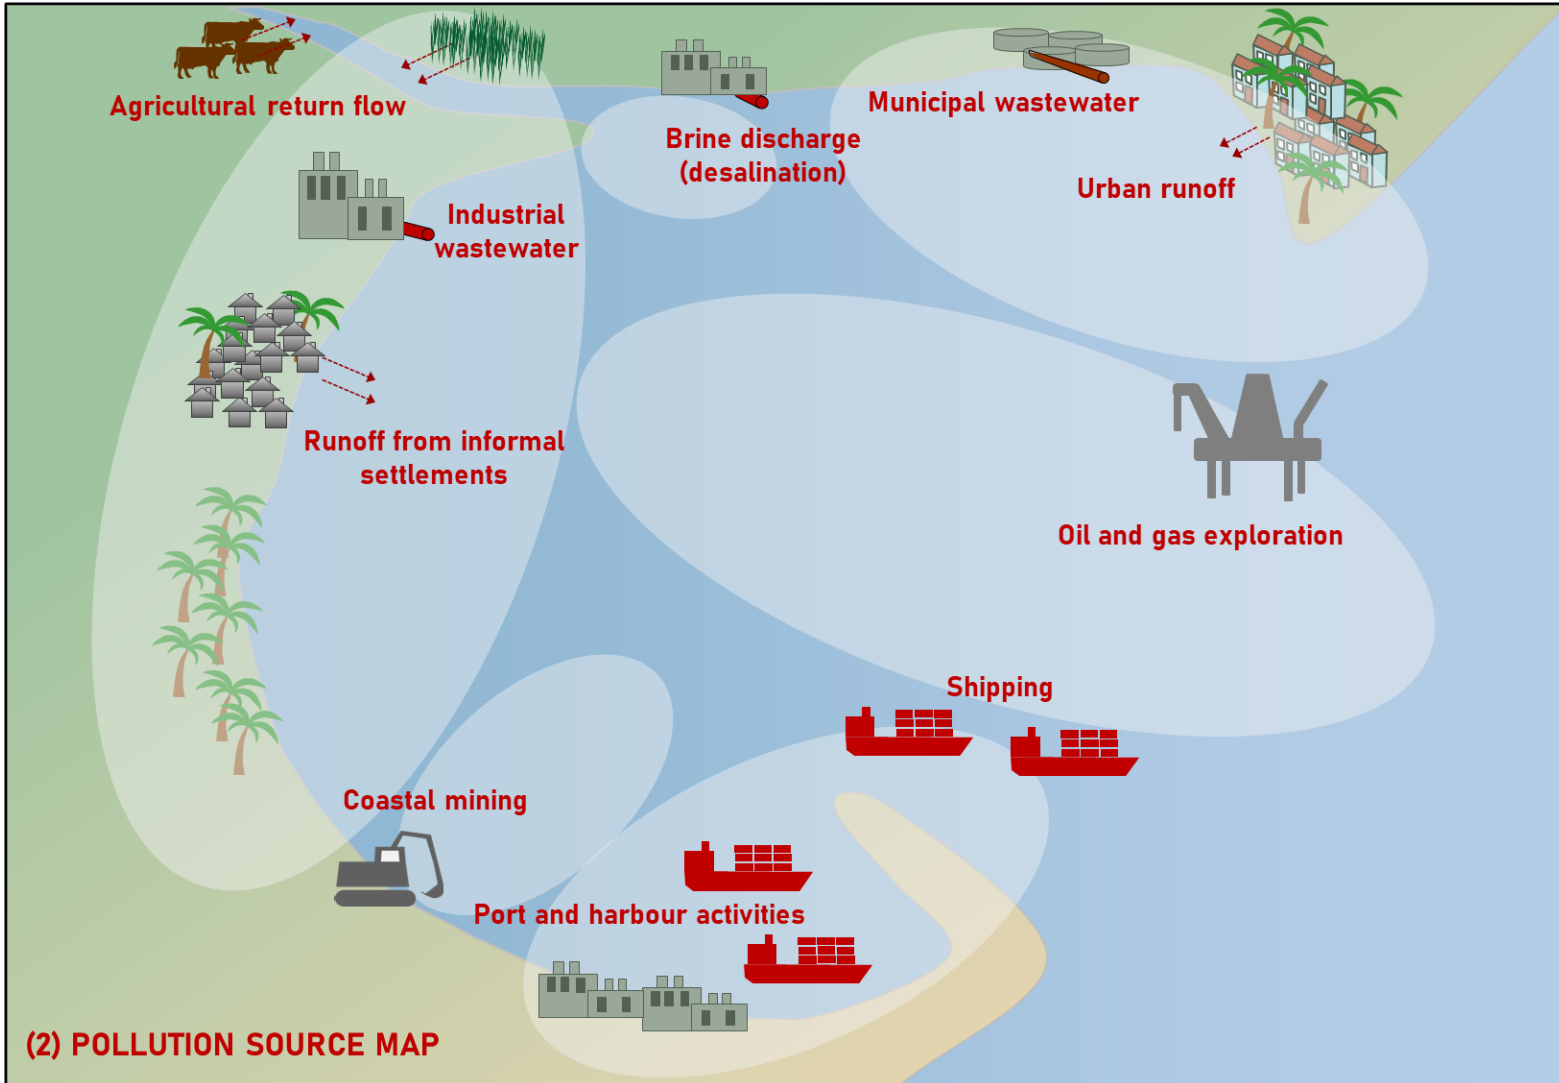 Agricultural return flow
Brine discharge
(desalination)
Municipal wastewater
Urban runoff
Industrial
wastewater
Runoff from informal
settlements
Oil and gas exploration
Shipping
Coastal mining
Port and harbour activities
(2) POLLUTION SOURCE MAP